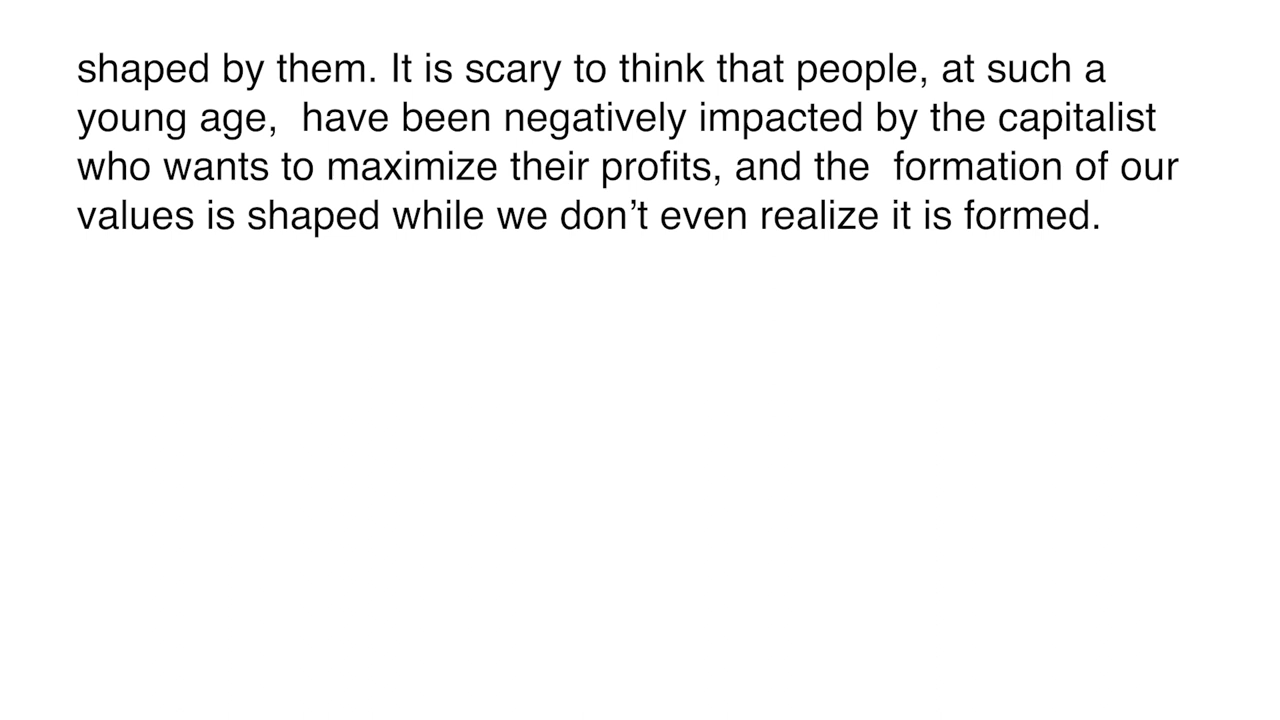 shaped by them. It is scary to think that people, at such a
young age,  have been negatively impacted by the capitalist
who wants to maximize their profits, and the  formation of our
values is shaped while we don’t even realize it is formed.